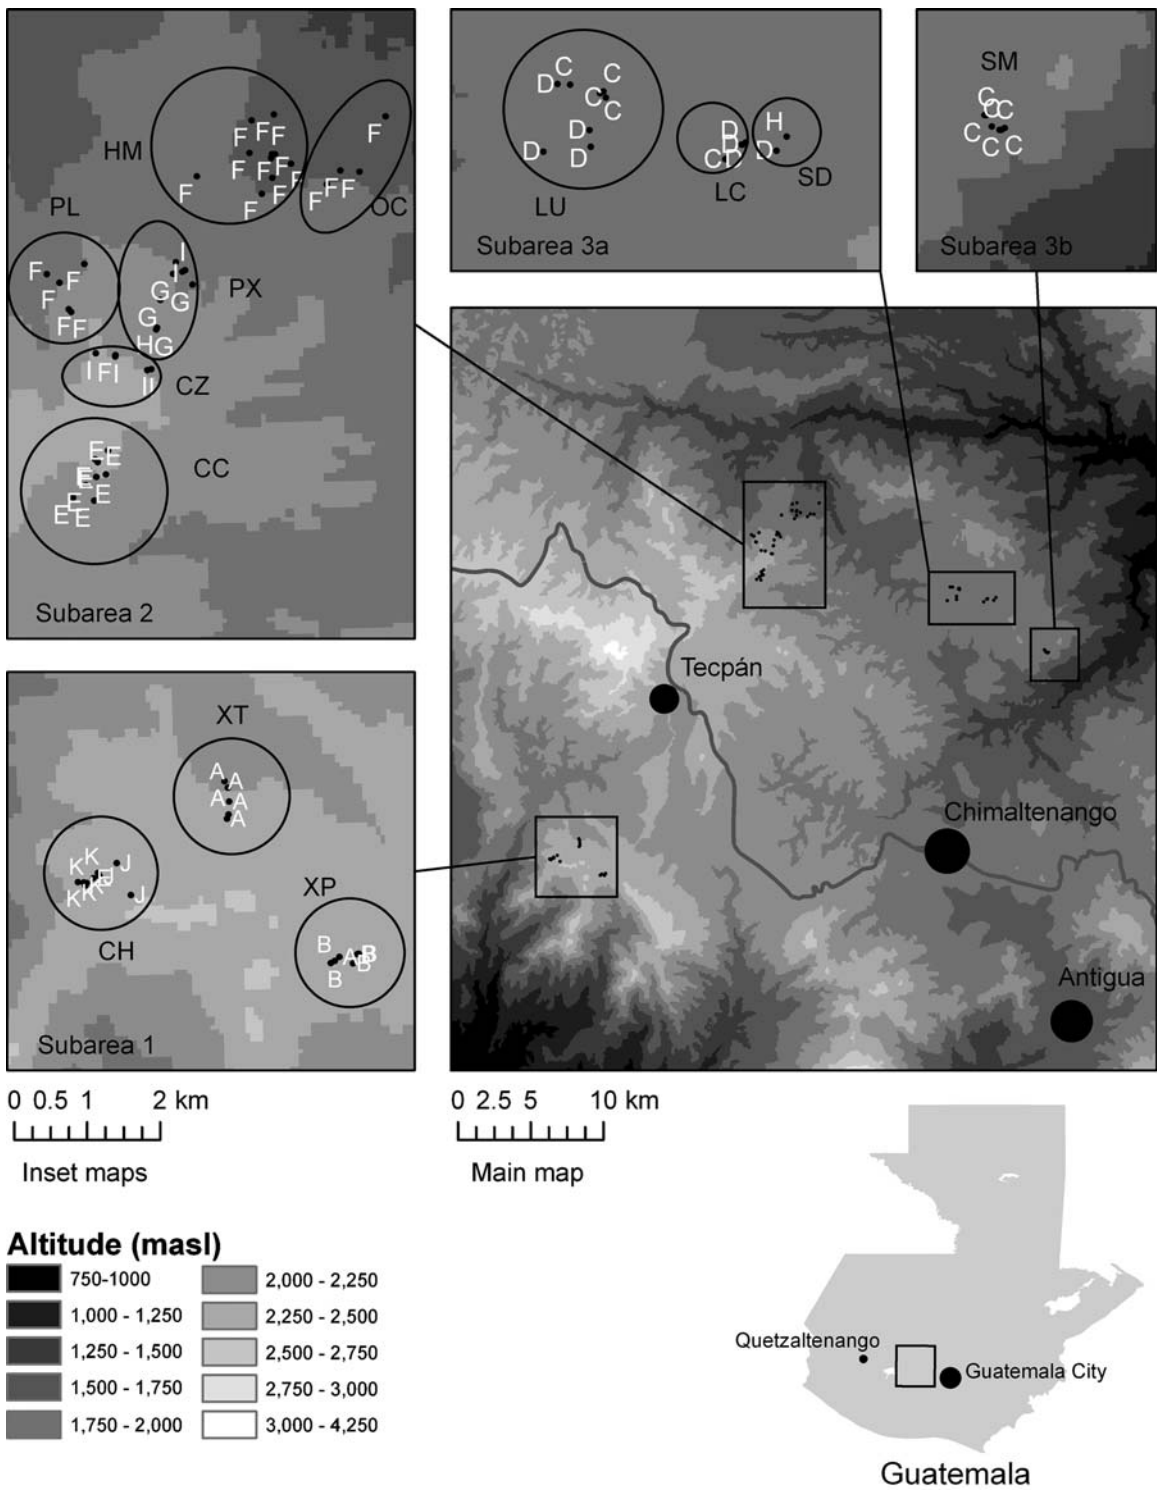 HM
F F F
F F F F
F F F
F F F F
OC
PL
F F
F
F F
I
I
G G
G
H G
PX
I F I
I I
CZ
E E
E E
E E
E E
CC
Subarea 2
C C
D C C
D
D D
LU
D
D
C D
LC
H
D
SD
Subarea 3a
SM
C
C C
C C C
Subarea 3b
XT
A A
A A
A
K
K K J
K K K E J
CH
XP
B
A B B
B B
Subarea 1
Tecpán
Chimaltenango
Antigua
0 0.5 1 2 km
Inset maps
0 2.5 5 10 km
Main map
Altitude (masl)
750-1000
1,000 - 1,250
1,250 - 1,500
1,500 - 1,750
1,750 - 2,000
2,000 - 2,250
2,250 - 2,500
2,500 - 2,750
2,750 - 3,000
3,000 - 4,250
Quetzaltenango
Guatemala City
Guatemala